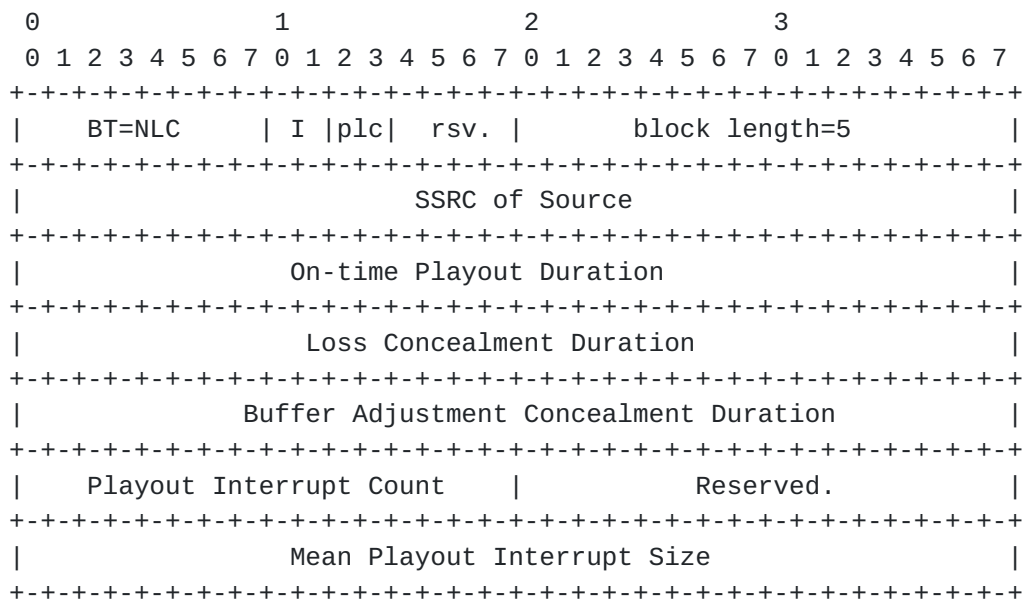 0                   1                   2                   3
 0 1 2 3 4 5 6 7 0 1 2 3 4 5 6 7 0 1 2 3 4 5 6 7 0 1 2 3 4 5 6 7
+-+-+-+-+-+-+-+-+-+-+-+-+-+-+-+-+-+-+-+-+-+-+-+-+-+-+-+-+-+-+-+-+
|    BT=NLC     | I |plc|  rsv. |       block length=5          |
+-+-+-+-+-+-+-+-+-+-+-+-+-+-+-+-+-+-+-+-+-+-+-+-+-+-+-+-+-+-+-+-+
|                         SSRC of Source                        |
+-+-+-+-+-+-+-+-+-+-+-+-+-+-+-+-+-+-+-+-+-+-+-+-+-+-+-+-+-+-+-+-+
|                 On-time Playout Duration                      |
+-+-+-+-+-+-+-+-+-+-+-+-+-+-+-+-+-+-+-+-+-+-+-+-+-+-+-+-+-+-+-+-+
|                  Loss Concealment Duration                    |
+-+-+-+-+-+-+-+-+-+-+-+-+-+-+-+-+-+-+-+-+-+-+-+-+-+-+-+-+-+-+-+-+
|              Buffer Adjustment Concealment Duration           |
+-+-+-+-+-+-+-+-+-+-+-+-+-+-+-+-+-+-+-+-+-+-+-+-+-+-+-+-+-+-+-+-+
|    Playout Interrupt Count    |           Reserved.           |
+-+-+-+-+-+-+-+-+-+-+-+-+-+-+-+-+-+-+-+-+-+-+-+-+-+-+-+-+-+-+-+-+
|                 Mean Playout Interrupt Size                   |
+-+-+-+-+-+-+-+-+-+-+-+-+-+-+-+-+-+-+-+-+-+-+-+-+-+-+-+-+-+-+-+-+